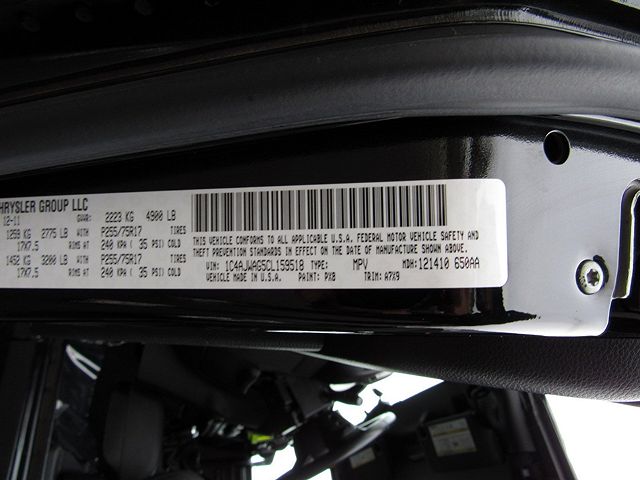 HRYSLER GROUP LLC
12-11 GVWR: 2223 KG 4900 LB
1259 KG 2775 LB WITH P255/75R17 TIRES
17X7.5 RIMS AT 240 KPA ( 35 PSI) COLD
1452 KG 3200 LB WITH P255/75R17 TIRES
17X7.5 RIMS AT 240 KPA ( 35 PSI) COLD
THIS VEHICLE CONFORMS TO ALL APPLICABLE U.S.A. FEDERAL MOTOR VEHICLE SAFETY AND
THEFT PREVENTION STANDARDS IN EFFECT ON THE DATE OF MANUFACTURE SHOWN ABOVE.
VIN: 1C4AJWAG5CL159518 TYPE: MPV MDH: 121410 650AA
VEHICLE MADE IN U.S.A. PAINT: PX8 TRIM: A7X9